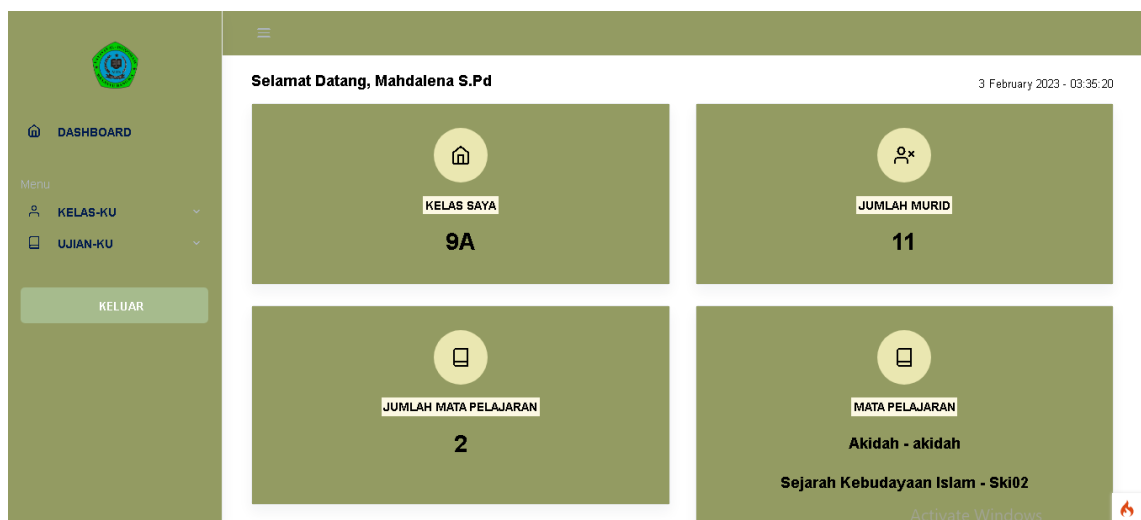 Selamat Datang, Mahdalena S.Pd
3 February 2023 - 03:35:20
DASHBOARD
Menu
KELAS-KU
UJIAN-KU
KELUAR
KELAS SAYA
9A
JUMLAH MURID
11
JUMLAH MATA PELAJARAN
2
MATA PELAJARAN
Akidah - akidah
Sejarah Kebudayaan Islam - Ski02
Activate Windows